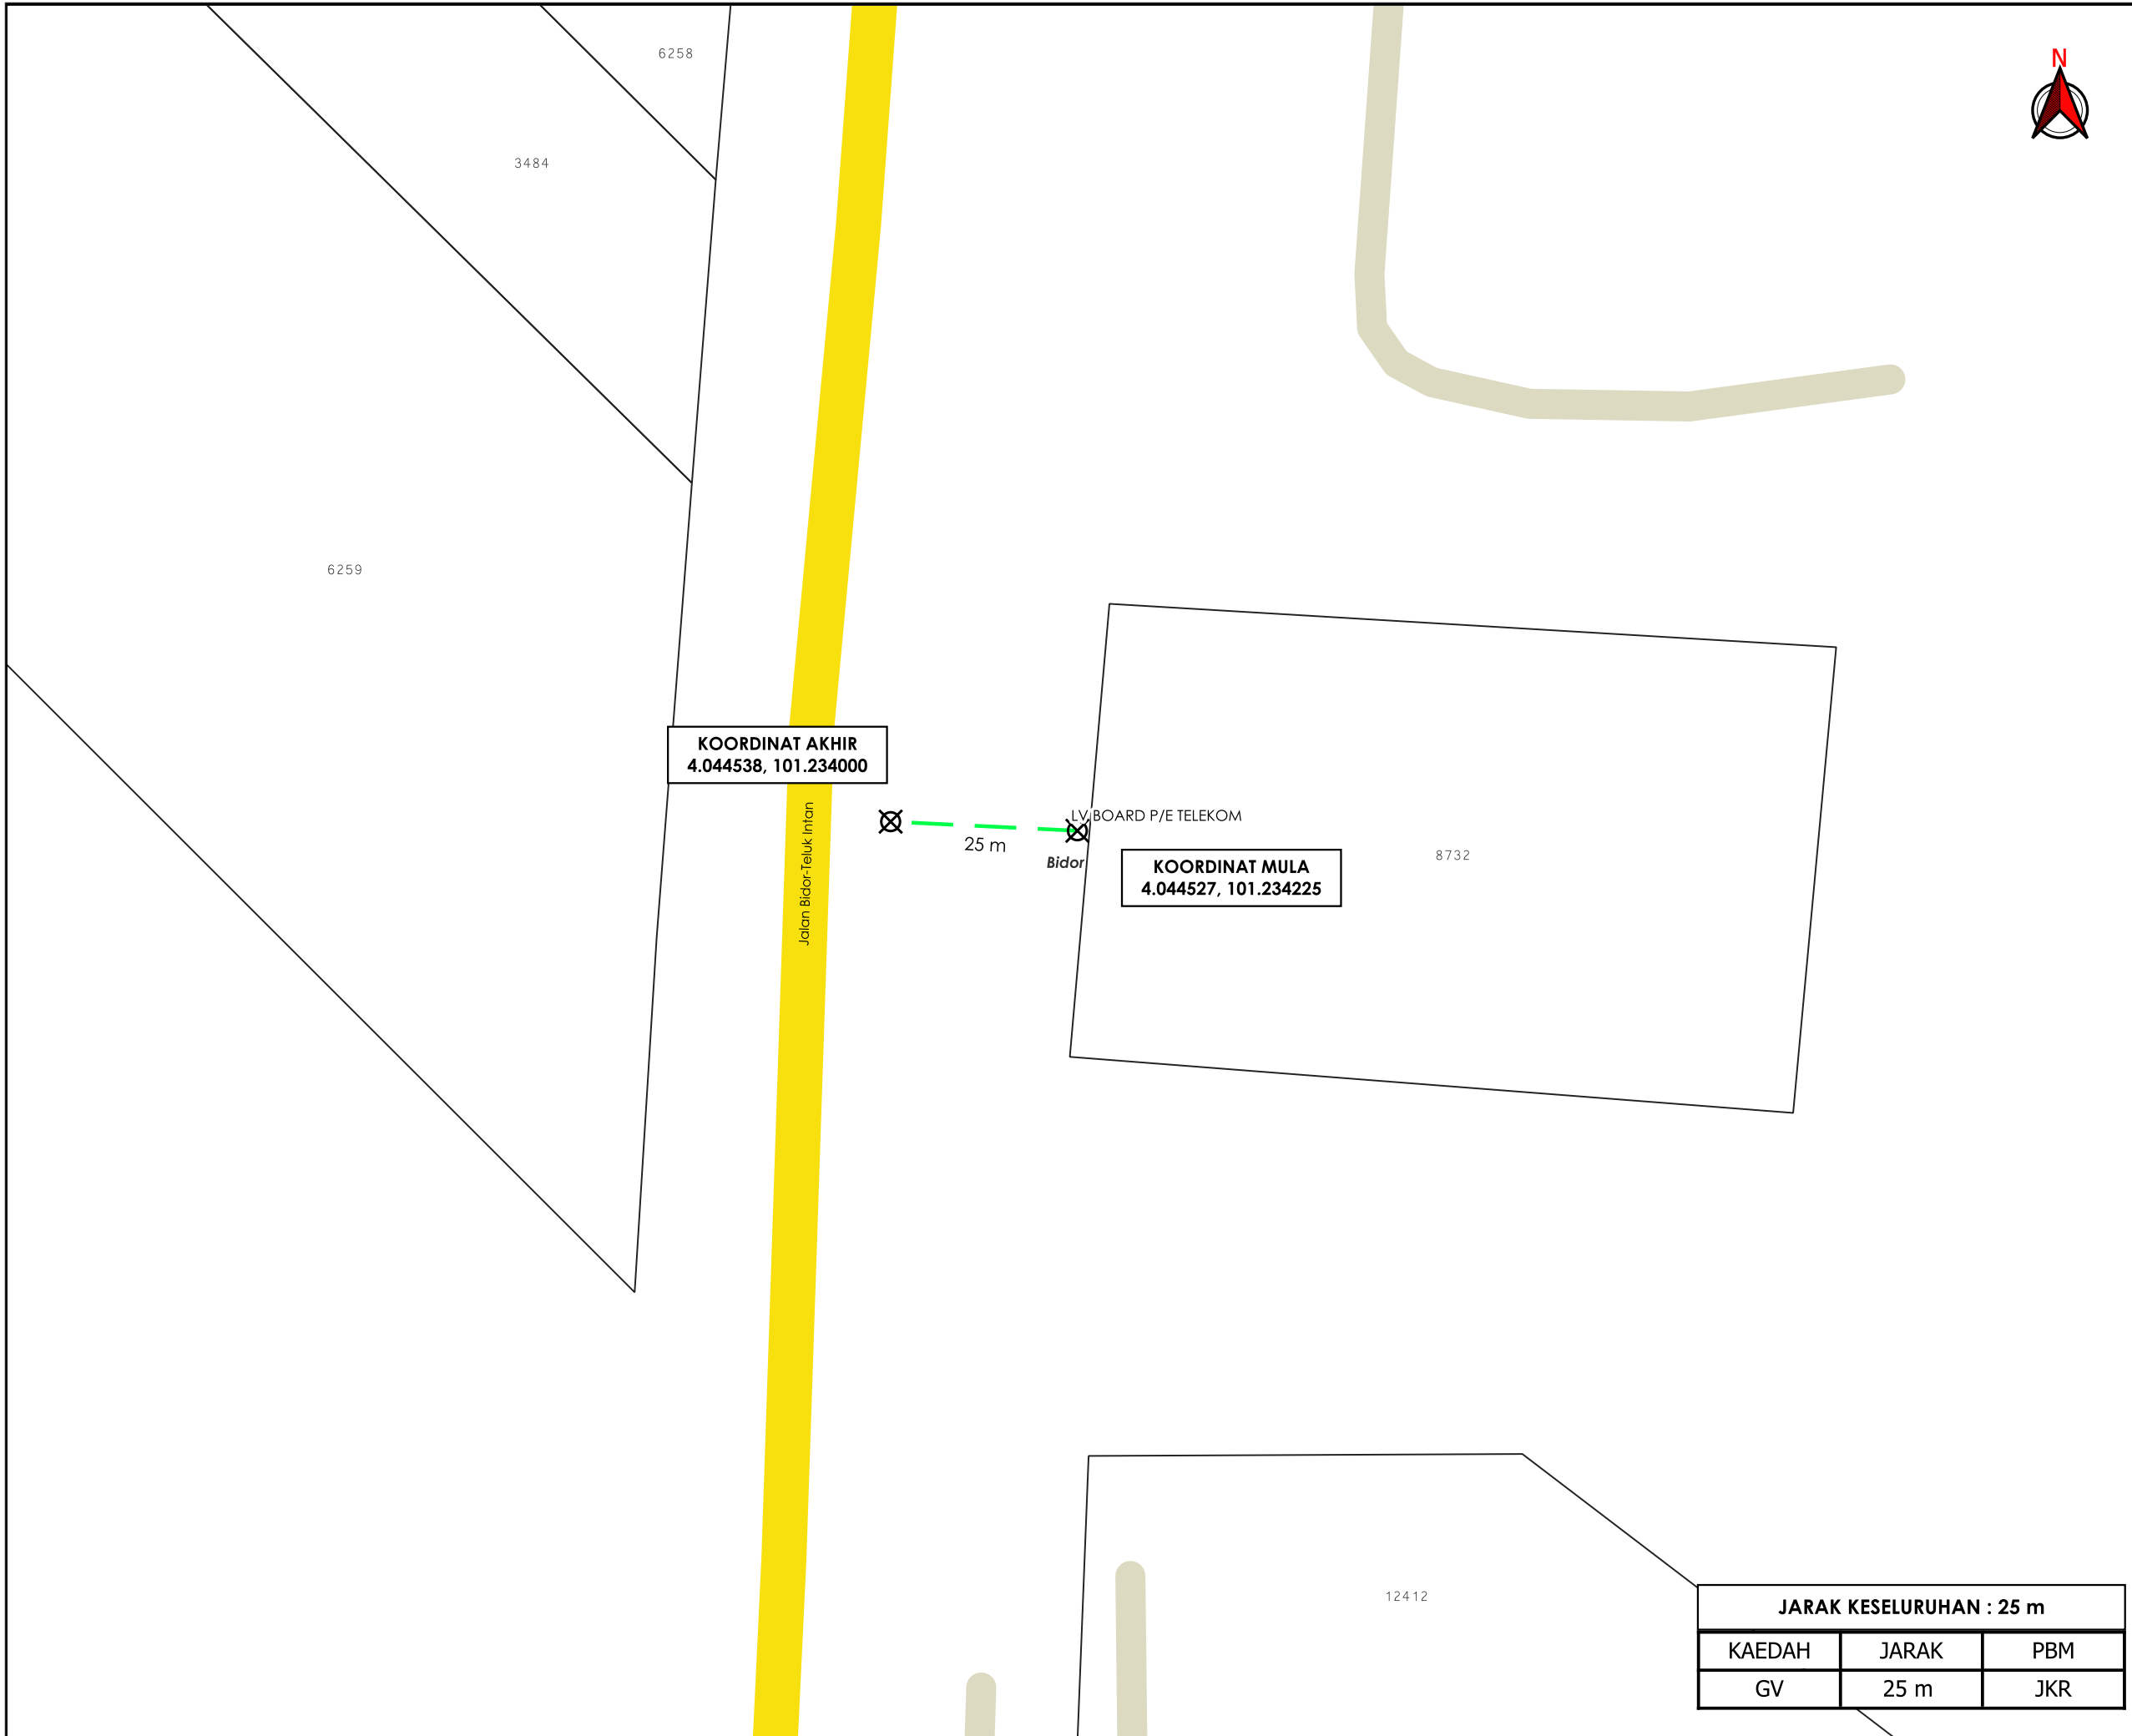 6258
N
3484
6259
KOORDINAT AKHIR
4.044538, 101.234000
Jalan Bidor-Teluk Intan
LV BOARD P/E TELEKOM
25 m
Bidor
KOORDINAT MULA
4.044527, 101.234225
8732
12412
JARAK KESELURUHAN : 25 m
KAEDAH JARAK PBM
GV 25 m JKR